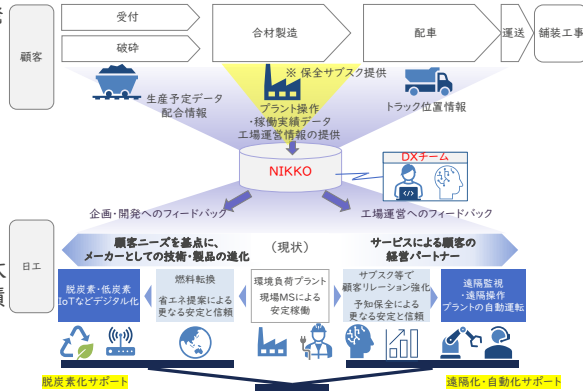 受付
破砕
合材製造
配車
運送
舗装工事
顧客
※ 保全サブスク提供
生産予定データ
配合情報
プラント操作
・稼働実績データ
工場運営情報の提供
トラック位置情報
NIKKO
DXチーム
企画・開発へのフィードバック
工場運営へのフィードバック
日工
顧客ニーズを基点に、
メーカーとしての技術・製品の進化
(現状)
サービスによる顧客の
経営パートナー
脱炭素・低炭素
IoTなどデジタル化
燃料転換
省エネ提案による
更なる安定と信頼
環境負荷プラント
現場MSによる
安定稼働
サブスク等で
顧客リレーション強化
予知保全による
更なる安定と信頼
遠隔監視
・遠隔操作
プラントの自動運転
脱炭素化サポート
遠隔化・自動化サポート